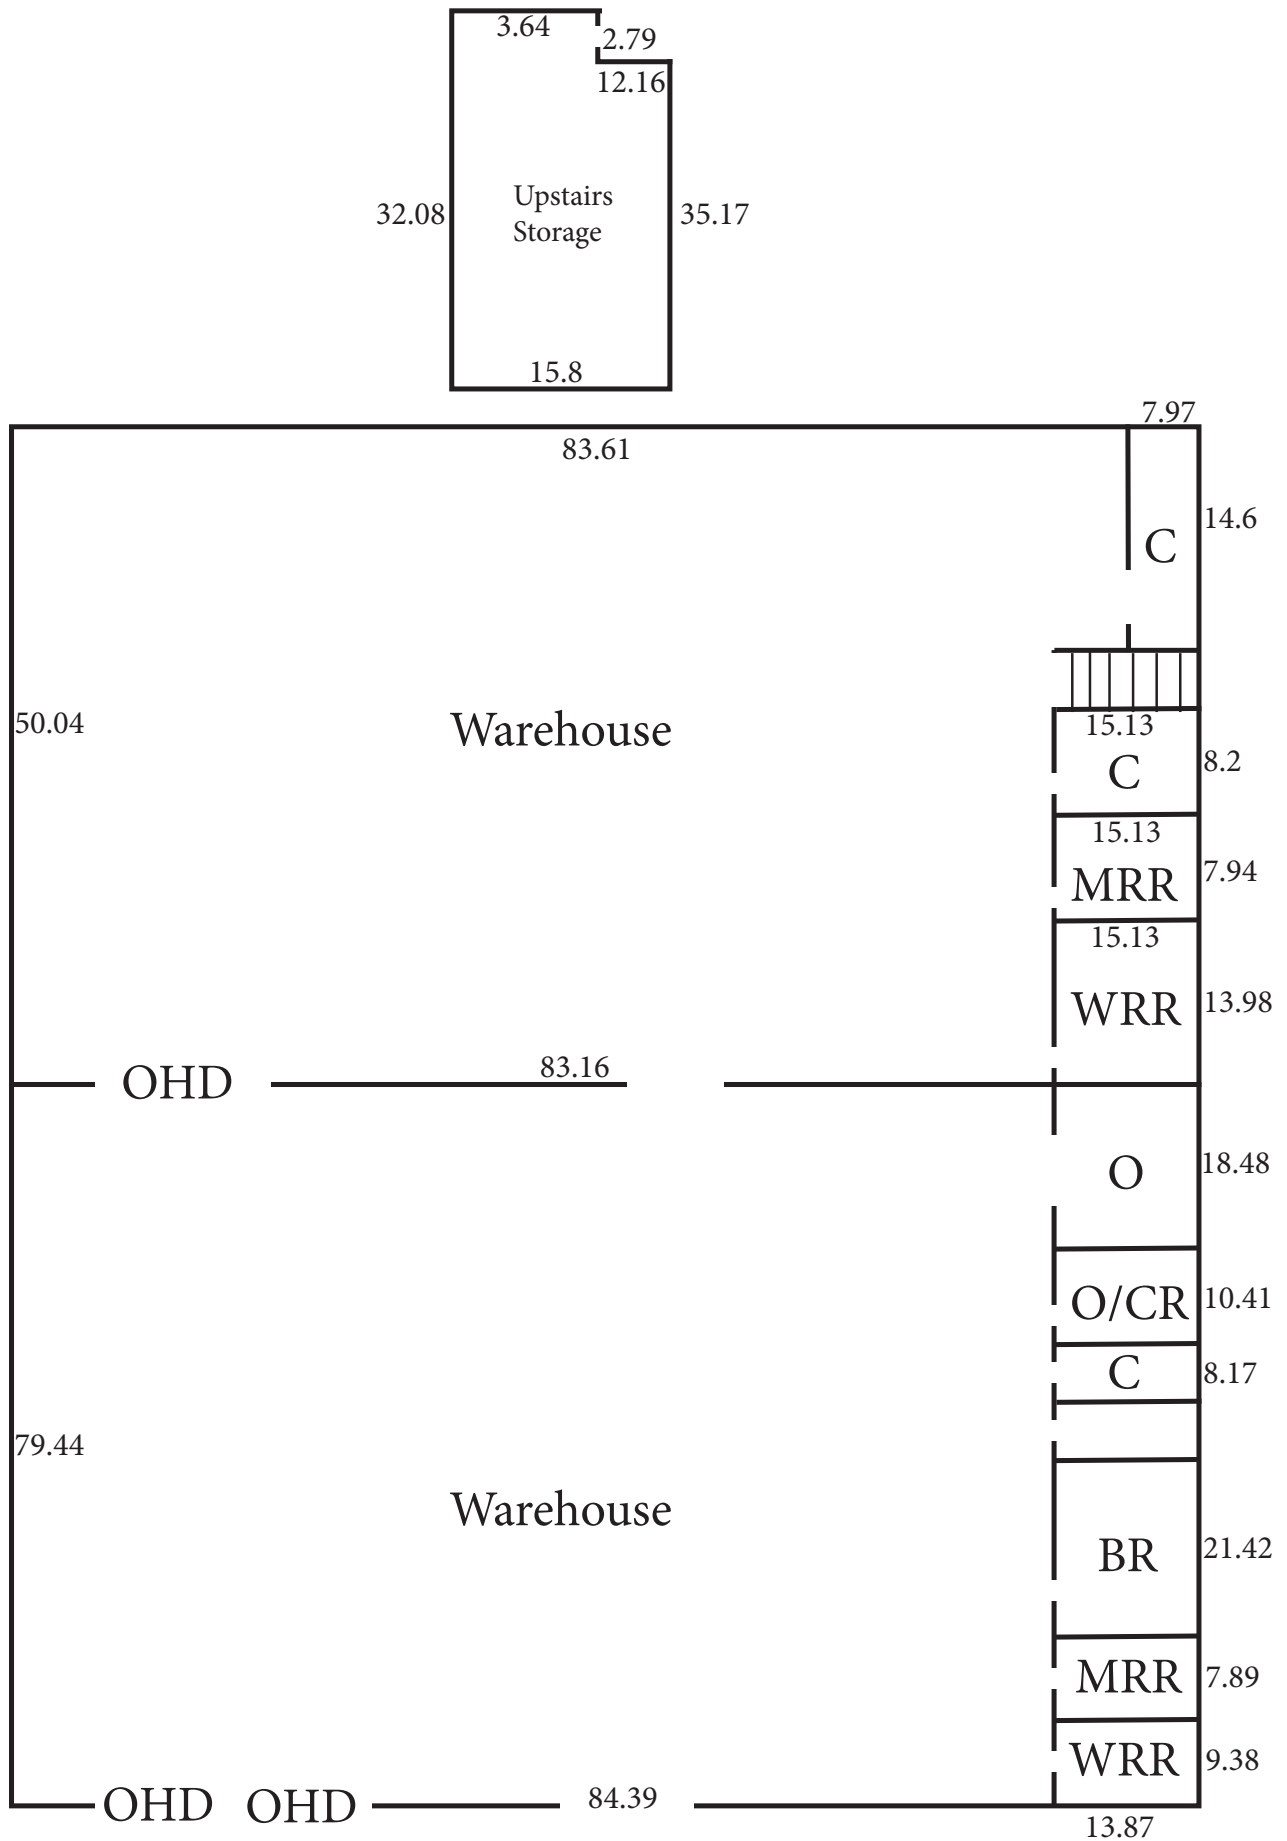 3.64
2.79
12.16
Upstairs
Storage
32.08
35.17
15.8
7.97
83.61
14.6
C
50.04
Warehouse
15.13
C
8.2
15.13
MRR
7.94
15.13
WRR
13.98
83.16
OHD
O
18.48
O/CR
10.41
C
8.17
79.44
Warehouse
BR
21.42
MRR
7.89
WRR
9.38
OHD OHD
84.39
13.87